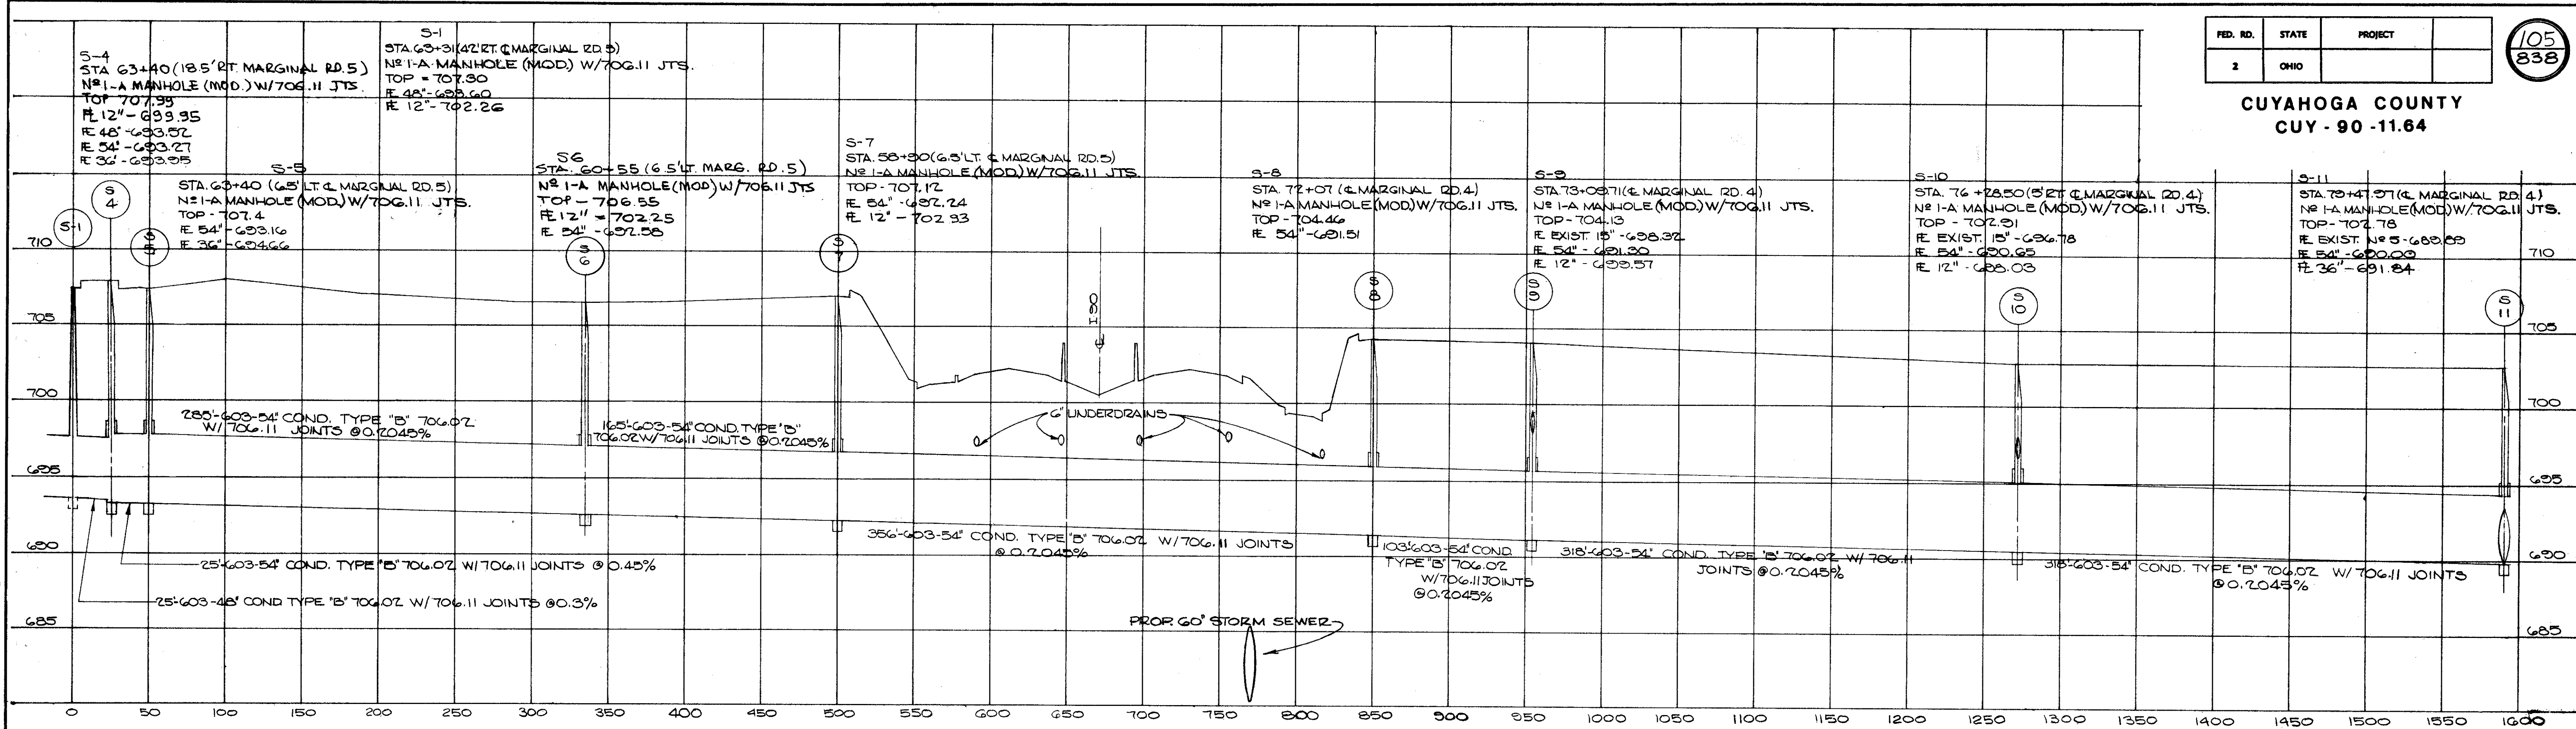 FED. RD. STATE PROJECT
2 OHIO
105
838
CUYAHOGA COUNTY
CUY - 90 -11.64
S-4
STA 63+40 (18.5' RT. MARGINAL RD. 5)
Nº 1-A MANHOLE (MOD.) W/706.11 JTS.
TOP 707.99
FL 12" - 699.95
FL 48" - 693.52
FL 54" - 693.27
FL 36" - 693.95
S-1
STA. 63+31 (42' RT. ℄ MARGINAL RD. 5)
Nº 1-A MANHOLE (MOD.) W/706.11 JTS.
TOP = 707.30
FL 48" - 693.60
FL 12" - 702.26
S-5
STA. 63+40 (6.5' LT. ℄ MARGINAL RD. 5)
Nº 1-A MANHOLE (MOD.) W/706.11 JTS.
TOP - 707.4
FL 54" - 693.16
FL 36" - 694.66
S6
STA. 60+55 (6.5' LT. MARG. RD. 5)
Nº 1-A MANHOLE (MOD) W/706.11 JTS
TOP - 706.55
FL 12" = 702.25
FL 54" - 692.58
S-7
STA. 58+90 (6.5' LT. ℄ MARGINAL RD. 5)
Nº 1-A MANHOLE (MOD.) W/706.11 JTS.
TOP - 707.12
FL 54" - 692.24
FL 12" - 702.93
S-8
STA. 72+07 (℄ MARGINAL RD. 4)
Nº 1-A MANHOLE (MOD.) W/706.11 JTS.
TOP - 704.46
FL 54" - 691.51
S-9
STA. 73+09.71 (℄ MARGINAL RD. 4)
Nº 1-A MANHOLE (MOD.) W/706.11 JTS.
TOP - 704.13
FL EXIST. 15" - 698.32
FL 54" - 691.30
FL 12" - 699.57
S-10
STA. 76+28.50 (5' RT. ℄ MARGINAL RD. 4)
Nº 1-A MANHOLE (MOD.) W/706.11 JTS.
TOP - 702.91
FL EXIST. 15" - 696.78
FL 54" - 690.65
FL 12" - 698.03
S-11
STA. 79+47.97 (℄ MARGINAL RD. 4)
Nº 1-A MANHOLE (MOD.) W/706.11 JTS.
TOP - 702.78
FL EXIST. Nº 5 - 689.89
FL 54" - 690.00
FL 36" - 691.84
S-1
S 4
S 5
S 6
S 7
S 8
S 9
S 10
S 11
℄ I-90
710 710
705 705
700 700
695 695
690 690
685 685
285'-603-54" COND. TYPE "B" 706.02
W/706.11 JOINTS @ 0.2045%
165'-603-54" COND. TYPE "B"
706.02 W/706.11 JOINTS @ 0.2045%
6" UNDERDRAINS
356'-603-54" COND. TYPE "B" 706.02 W/706.11 JOINTS
@ 0.2045%
103'-603-54" COND
TYPE "B" 706.02
W/706.11 JOINTS
@ 0.2045%
318'-603-54" COND. TYPE "B" 706.02 W/706.11
JOINTS @ 0.2045%
318'-603-54" COND. TYPE "B" 706.02 W/706.11 JOINTS
@ 0.2045%
25'-603-54" COND. TYPE "B" 706.02 W/706.11 JOINTS @ 0.45%
25'-603-48" COND TYPE "B" 706.02 W/706.11 JOINTS @ 0.3%
PROP. 60" STORM SEWER
0 50 100 150 200 250 300 350 400 450 500 550 600 650 700 750 800 850 900 950 1000 1050 1100 1150 1200 1250 1300 1350 1400 1450 1500 1550 1600